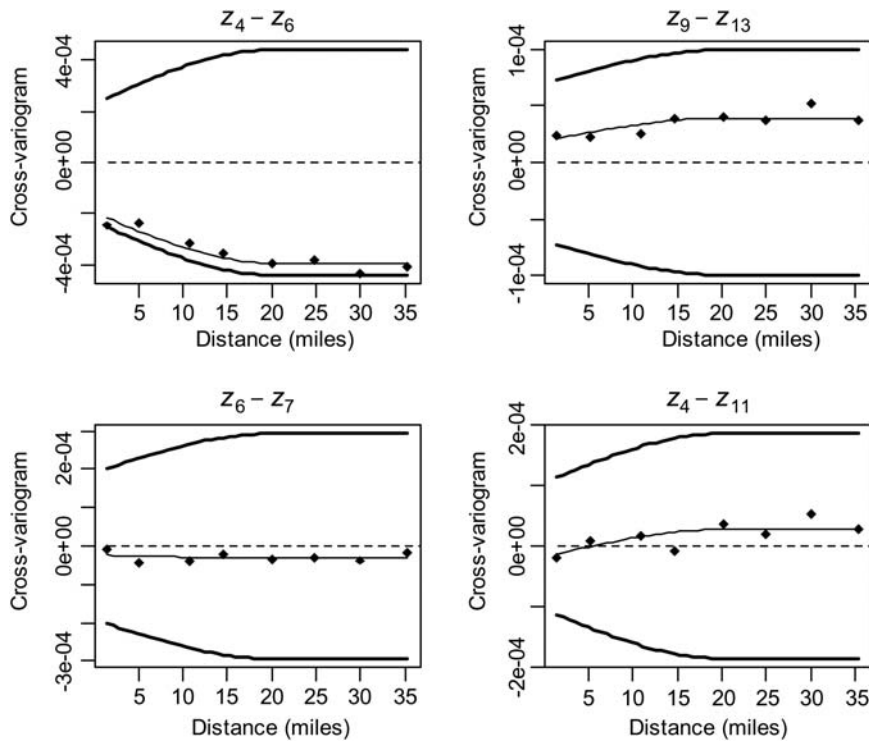 z4 – z6
Cross-variogram
4e-04
0e+00
-4e-04
5 10 15 20 25 30 35
Distance (miles)
z9 – z13
Cross-variogram
1e-04
0e+00
-1e-04
5 10 15 20 25 30 35
Distance (miles)
z6 – z7
Cross-variogram
2e-04
0e+00
-3e-04
5 10 15 20 25 30 35
Distance (miles)
z4 – z11
Cross-variogram
2e-04
0e+00
-2e-04
5 10 15 20 25 30 35
Distance (miles)